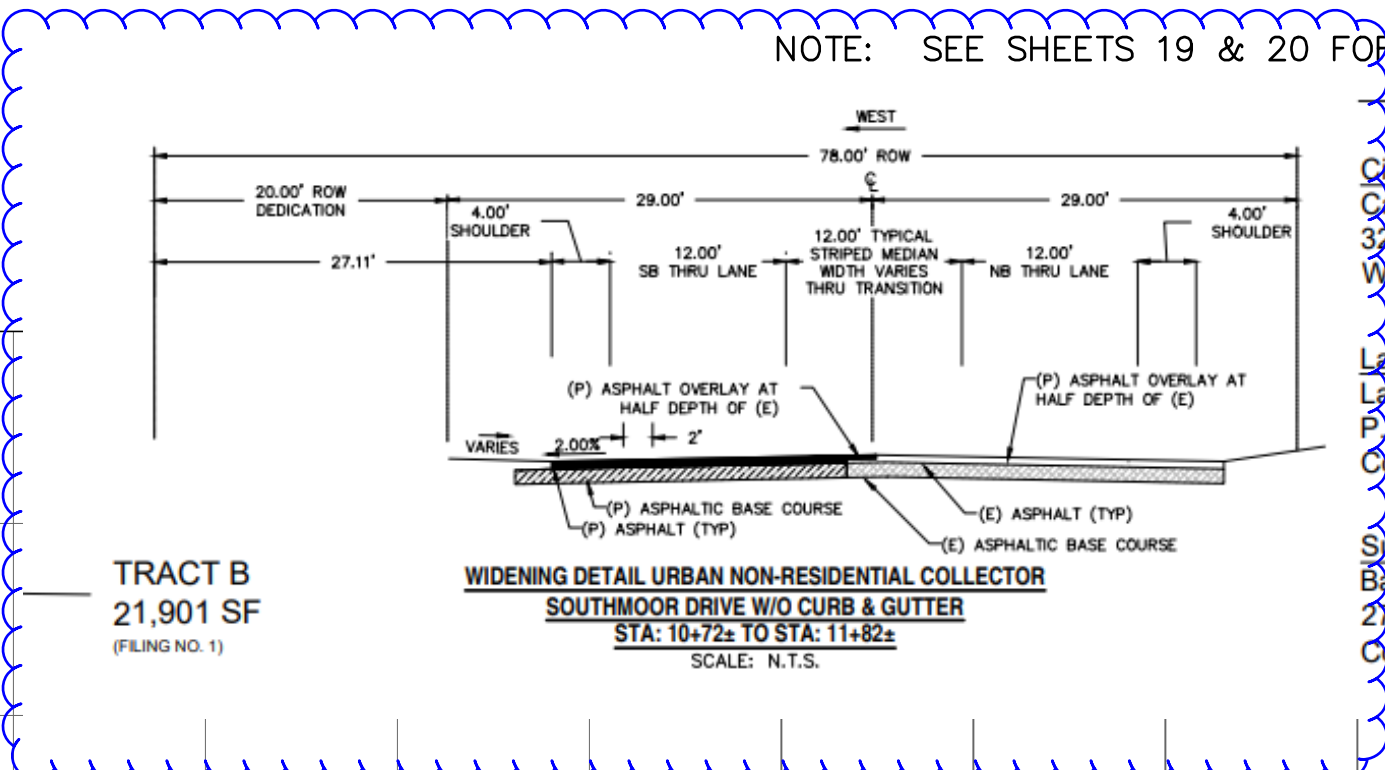 NOTE: SEE SHEETS 19 & 20 FOR
WEST
78.00' ROW
20.00' ROW
DEDICATION
29.00'
29.00'
4.00'
SHOULDER
4.00'
SHOULDER
27.11'
12.00'
SB THRU LANE
12.00' TYPICAL
STRIPED MEDIAN
WIDTH VARIES
THRU TRANSITION
12.00'
NB THRU LANE
(P) ASPHALT OVERLAY AT
HALF DEPTH OF (E)
(P) ASPHALT OVERLAY AT
HALF DEPTH OF (E)
VARIES
2.00%
2'
(P) ASPHALTIC BASE COURSE
(P) ASPHALT (TYP)
(E) ASPHALT (TYP)
(E) ASPHALTIC BASE COURSE
TRACT B
21,901 SF
(FILING NO. 1)
WIDENING DETAIL URBAN NON-RESIDENTIAL COLLECTOR
SOUTHMOOR DRIVE W/O CURB & GUTTER
STA: 10+72± TO STA: 11+82±
SCALE: N.T.S.
32
P.
27